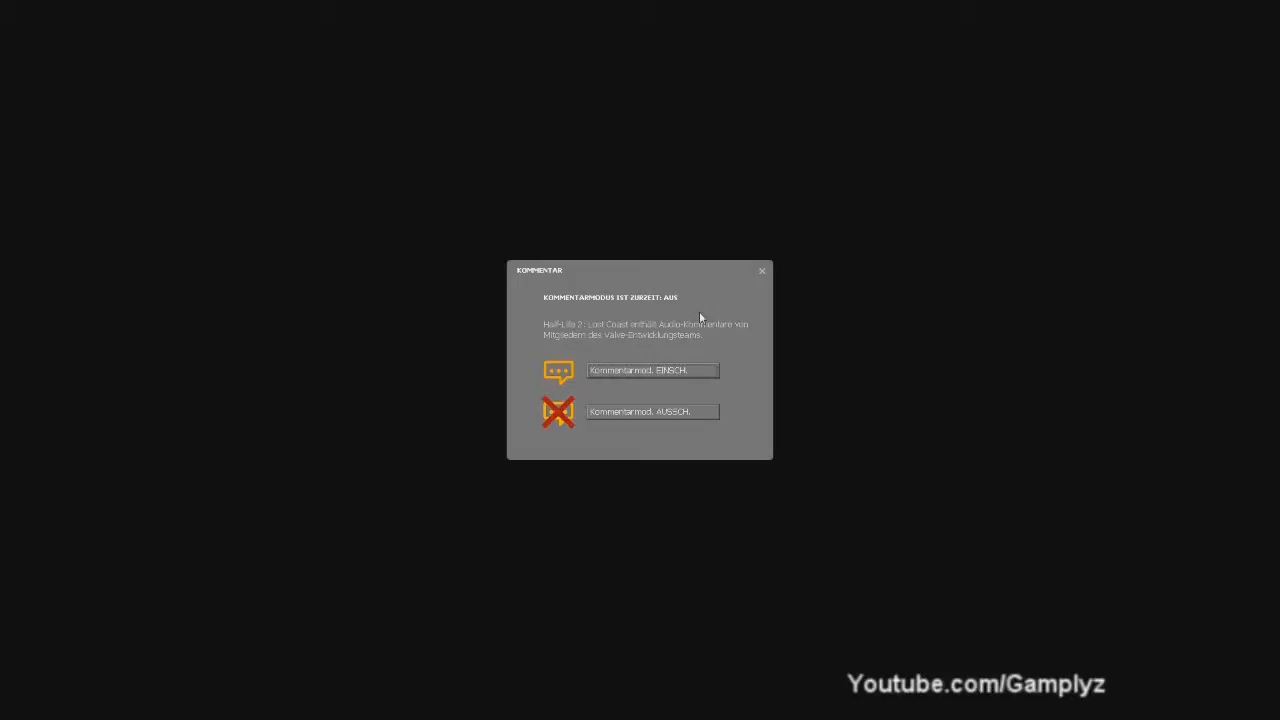 KOMMENTAR
KOMMENTARMODUS IST ZURZEIT: AUS
Half-Life 2: Lost Coast enthält Audio-Kommentare von
Mitgliedern des Valve-Entwicklungsteams.
Kommentarmod. EINSCH.
Kommentarmod. AUSSCH.
Youtube.com/Gamplyz